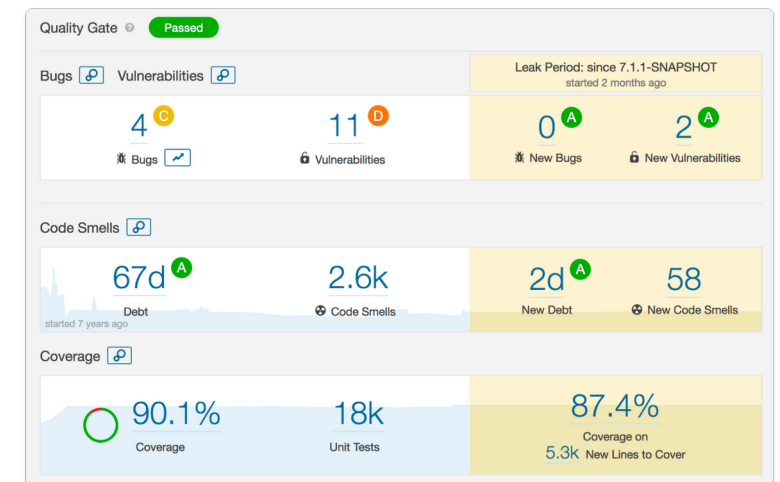 Quality Gate ? Passed
Bugs Vulnerabilities
Leak Period: since 7.1.1-SNAPSHOT
started 2 months ago
4 C 11 D 0 A 2 A
Bugs Vulnerabilities New Bugs New Vulnerabilities
Code Smells
67d A 2.6k 2d A 58
Debt Code Smells New Debt New Code Smells
started 7 years ago
Coverage
90.1% 18k 87.4%
Coverage Unit Tests Coverage on
5.3k New Lines to Cover